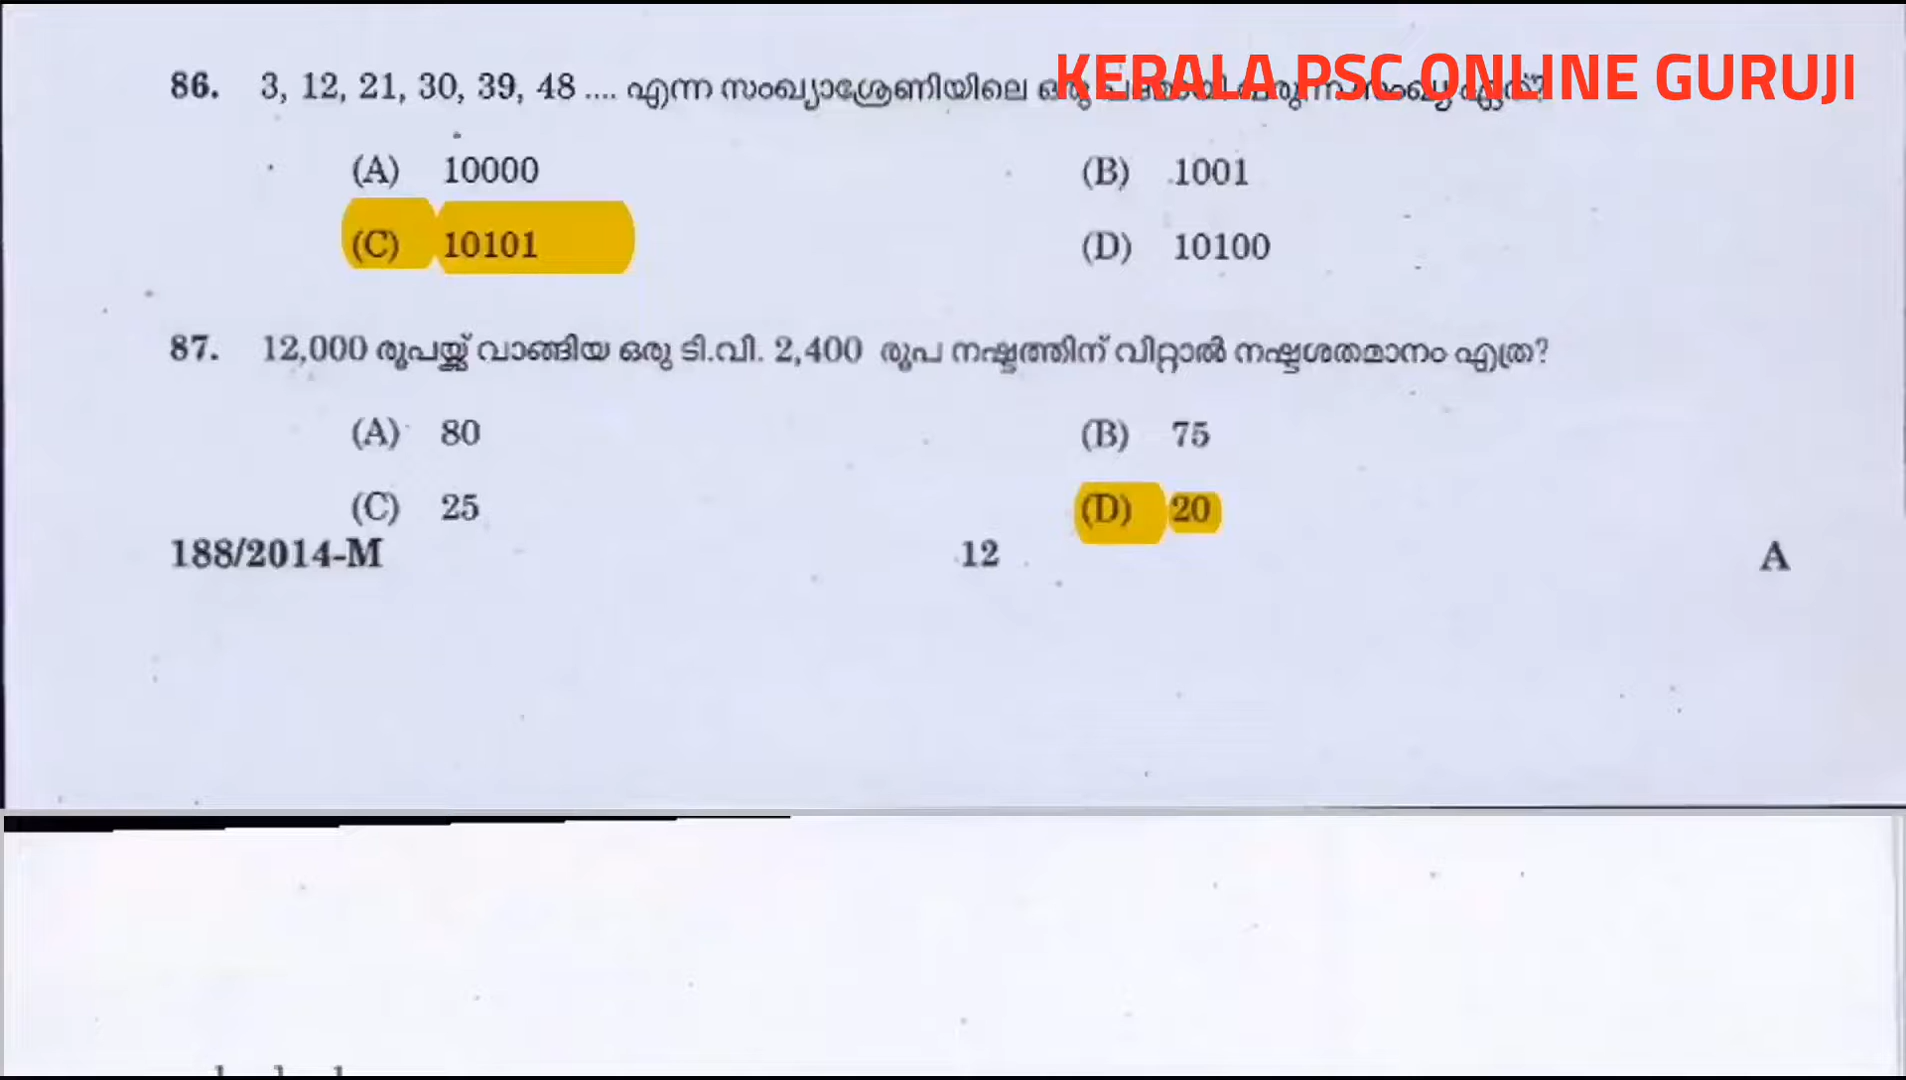 KERALA PSC ONLINE GURUJI
86. 3, 12, 21, 30, 39, 48 .... എന്ന സംഖ്യാശ്രേണിയിലെ ഒരു
(A) 10000 (B) 1001
(C) 10101 (D) 10100
87. 12,000 രൂപയ്ക്ക് വാങ്ങിയ ഒരു ടി.വി. 2,400 രൂപ നഷ്ടത്തിന് വിറ്റാൽ നഷ്ടശതമാനം എത്ര?
(A) 80 (B) 75
(C) 25 (D) 20
188/2014-M 12 A